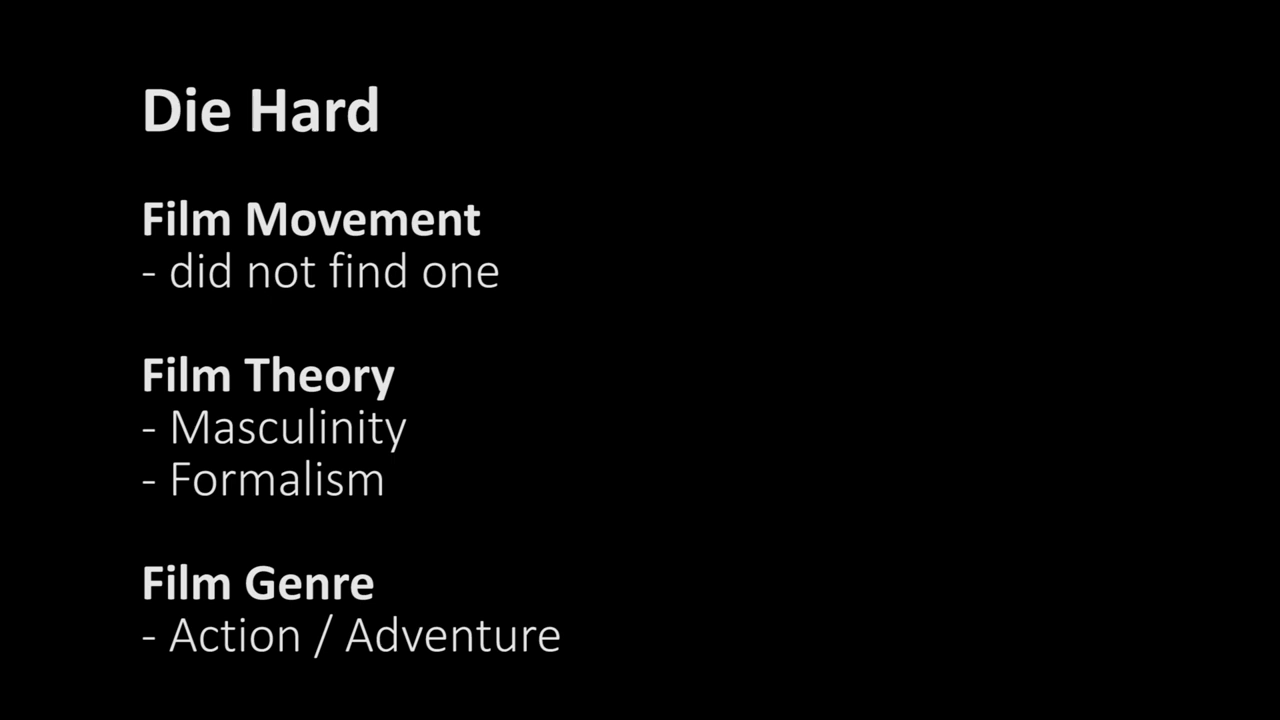 Die Hard
Film Movement
- did not find one
Film Theory
- Masculinity
- Formalism
Film Genre
- Action / Adventure